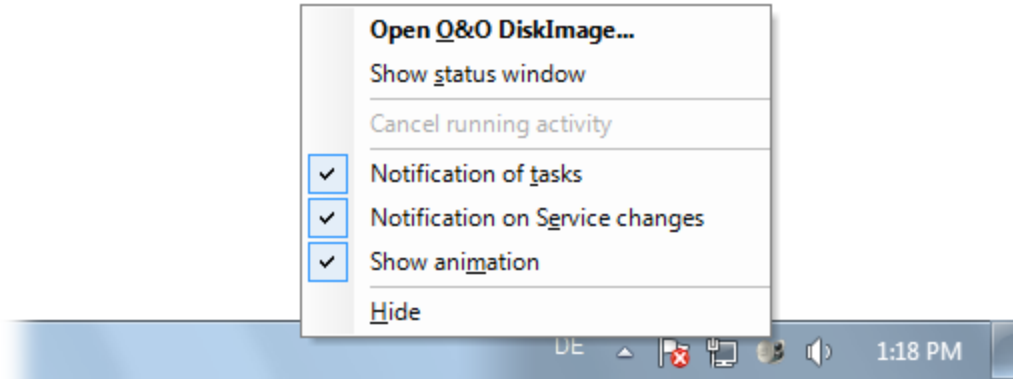 Open O&O DiskImage...
Show status window
Cancel running activity
Notification of tasks
Notification on Service changes
Show animation
Hide
DE
1:18 PM